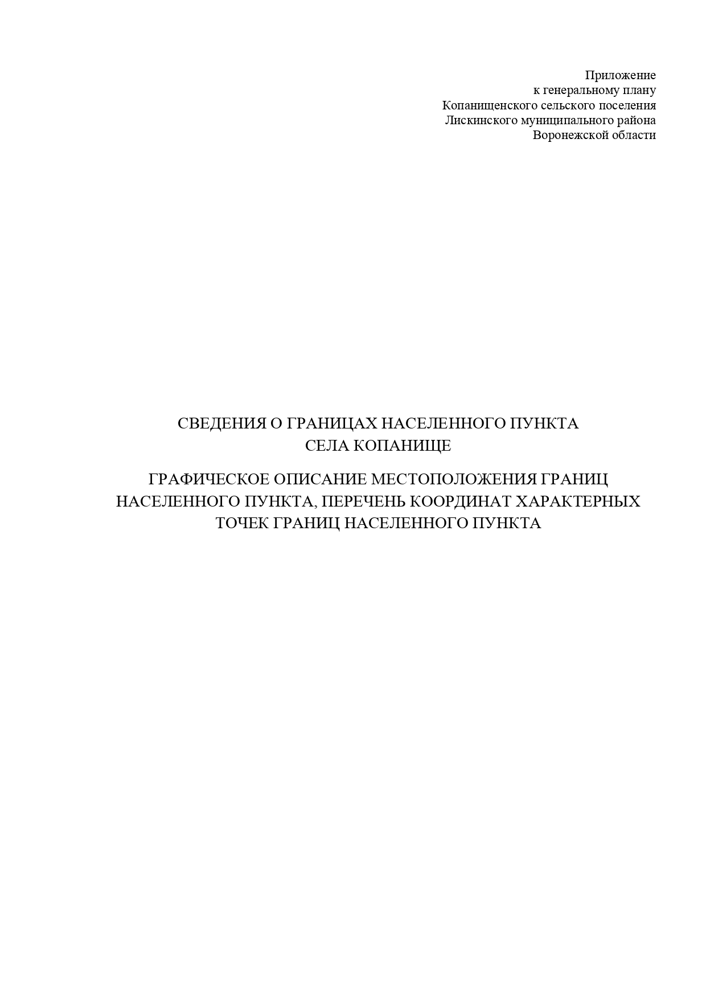 Приложение
к генеральному плану
Копанищенского сельского поселения
Лискинского муниципального района
Воронежской области
СВЕДЕНИЯ О ГРАНИЦАХ НАСЕЛЕННОГО ПУНКТА
СЕЛА КОПАНИЩЕ
ГРАФИЧЕСКОЕ ОПИСАНИЕ МЕСТОПОЛОЖЕНИЯ ГРАНИЦ
НАСЕЛЕННОГО ПУНКТА, ПЕРЕЧЕНЬ КООРДИНАТ ХАРАКТЕРНЫХ
ТОЧЕК ГРАНИЦ НАСЕЛЕННОГО ПУНКТА